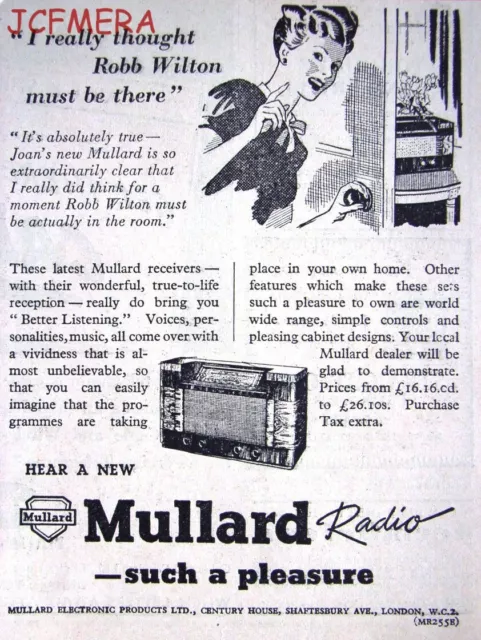 JCFMERA
"I really thought
Robb Wilton
must be there"
"It's absolutely true —
Joan's new Mullard is so
extraordinarily clear that
I really did think for a
moment Robb Wilton must
be actually in the room."
These latest Mullard receivers —
with their wonderful, true-to-life
reception — really do bring you
"Better Listening." Voices, per-
sonalities, music, all come over with
a vividness that is al-
most unbelievable, so
that you can easily
imagine that the pro-
grammes are taking
place in your own home. Other
features which make these sets
such a pleasure to own are world
wide range, simple controls and
pleasing cabinet designs. Your local
Mullard dealer will be
glad to demonstrate.
Prices from £16.16.0d.
to £26.10s. Purchase
Tax extra.
HEAR A NEW
Mullard
Mullard Radio
—such a pleasure
MULLARD ELECTRONIC PRODUCTS LTD., CENTURY HOUSE, SHAFTESBURY AVE., LONDON, W.C.2.
(MR255E)